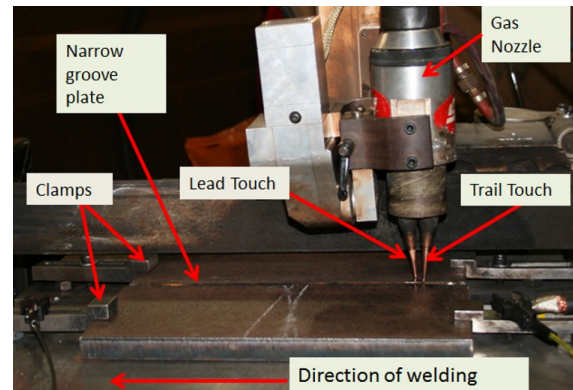 Narrow
groove
plate
Gas
Nozzle
Clamps
Lead Touch
Trail Touch
Direction of welding